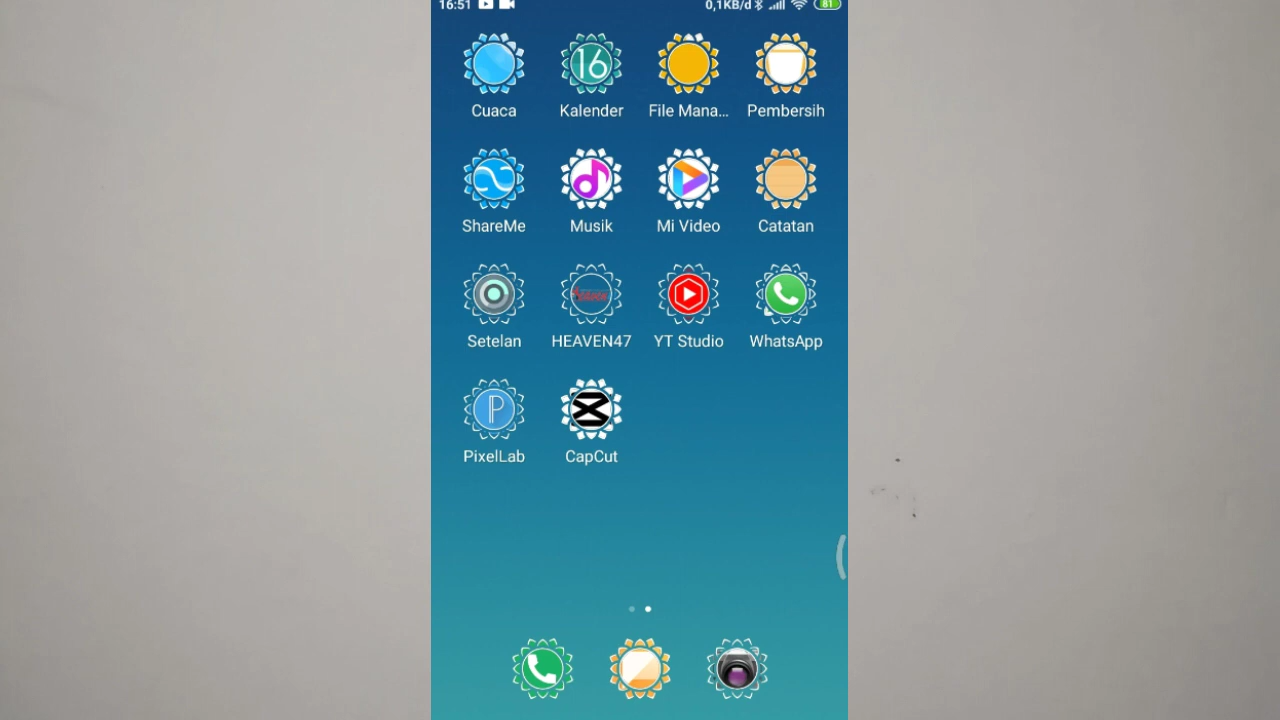 16:51 0,1KB/d 81
Cuaca Kalender File Mana... Pembersih
16
ShareMe Musik Mi Video Catatan
Setelan HEAVEN47 YT Studio WhatsApp
P
PixelLab CapCut